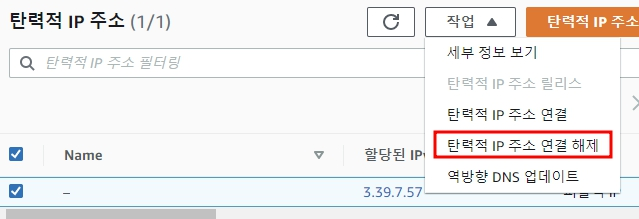 탄력적 IP 주소 (1/1)
작업 ▲
탄력적 IP 주소
탄력적 IP 주소 필터링
세부 정보 보기
탄력적 IP 주소 릴리스
탄력적 IP 주소 연결
탄력적 IP 주소 연결 해제
역방향 DNS 업데이트
Name
할당된 IPv
–
3.39.7.57